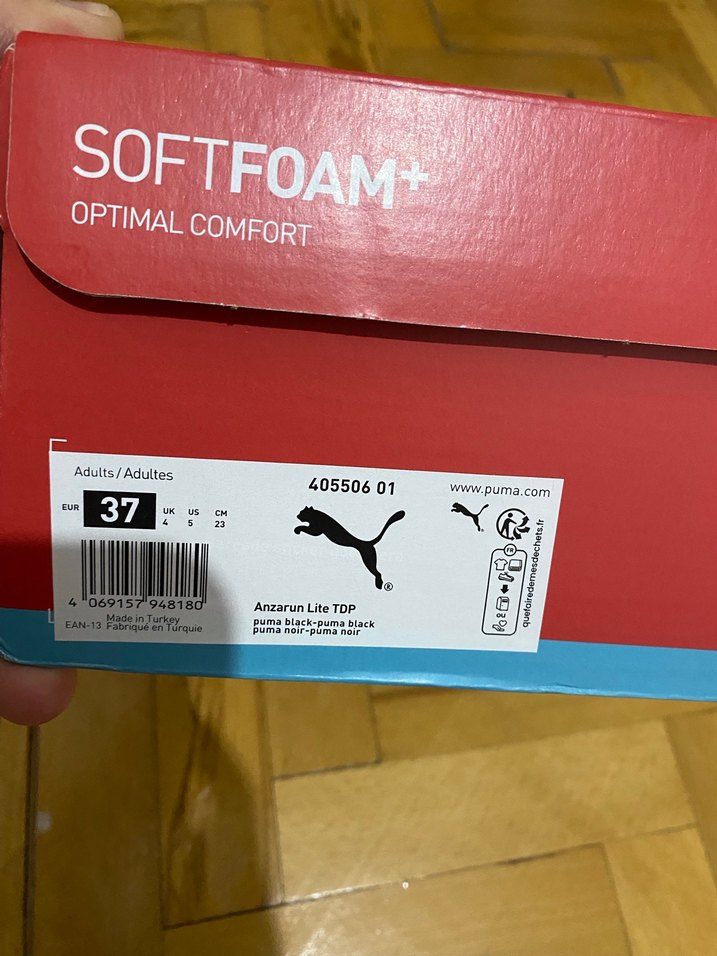 SOFTFOAM+
OPTIMAL COMFORT
Adults / Adultes
405506 01
www.puma.com
EUR 37 UK 4 US 5 CM 23
4 069157 948180
EAN-13 Made in Turkey
Fabriqué en Turquie
Anzarun Lite TDP
puma black-puma black
puma noir-puma noir
FR
OU
quefairedemesdechets.fr